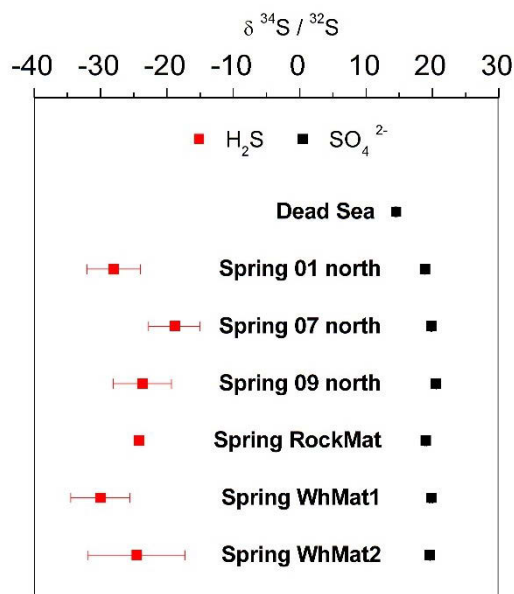 δ ³⁴S / ³²S
-40 -30 -20 -10 0 10 20 30
H₂S SO₄ ²⁻
Dead Sea
Spring 01 north
Spring 07 north
Spring 09 north
Spring RockMat
Spring WhMat1
Spring WhMat2